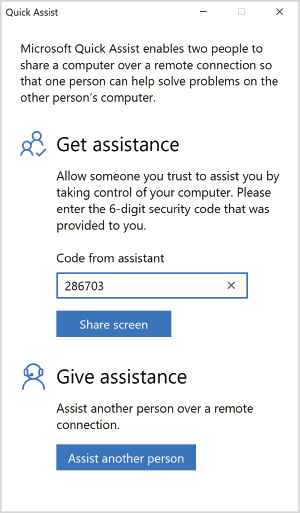 Quick Assist
Microsoft Quick Assist enables two people to
share a computer over a remote connection so
that one person can help solve problems on the
other person's computer.
Get assistance
Allow someone you trust to assist you by
taking control of your computer. Please
enter the 6-digit security code that was
provided to you.
Code from assistant
286703
Share screen
Give assistance
Assist another person over a remote
connection.
Assist another person